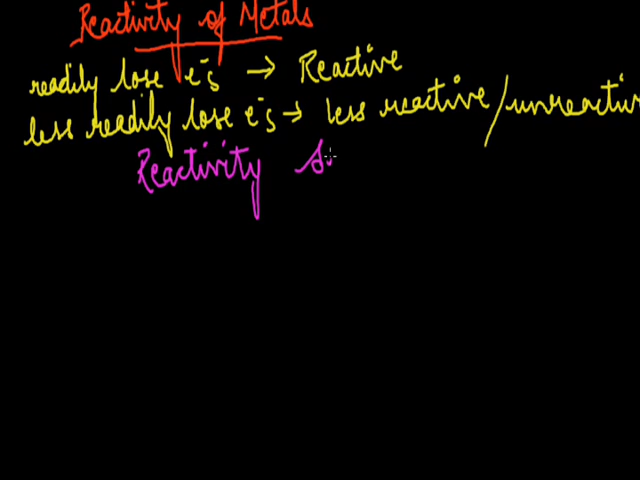 Reactivity of Metals
readily lose e⁻s → Reactive
less readily lose e⁻s → less reactive/unreactiv
Reactivity